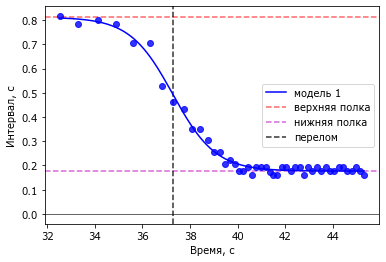 0.8
0.7
0.6
0.5
0.4
0.3
0.2
0.1
0.0
Интервал, с
модель 1
верхняя полка
нижняя полка
перелом
32 34 36 38 40 42 44
Время, с